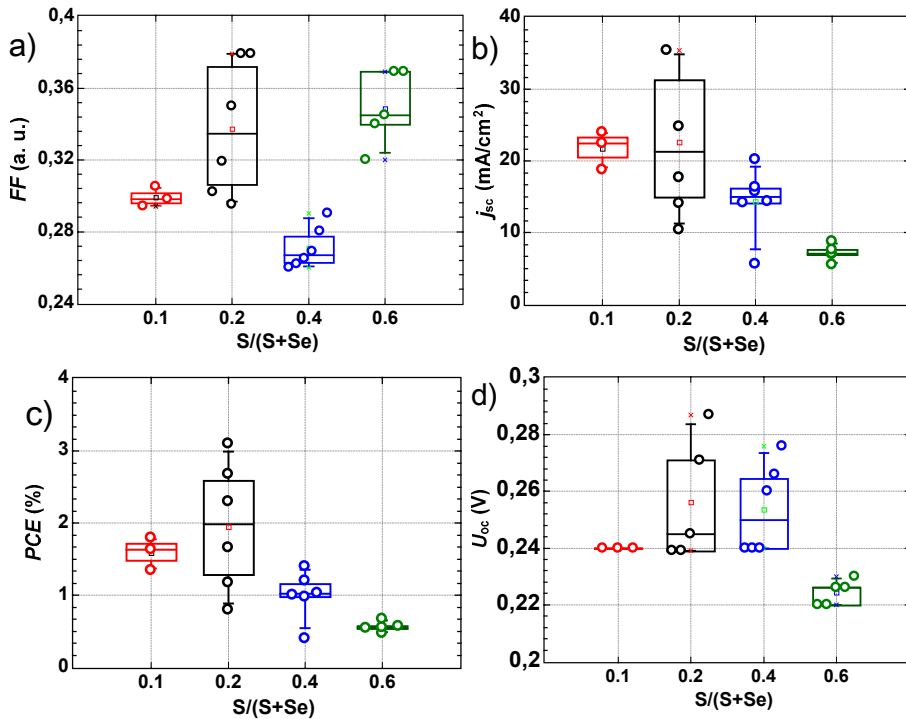 a)
0,4
0,36
0,32
0,28
0,24
FF (a. u.)
0.1 0.2 0.4 0.6
S/(S+Se)
b)
40
30
20
10
0
jsc (mA/cm²)
0.1 0.2 0.4 0.6
S/(S+Se)
c)
4
3
2
1
0
PCE (%)
0.1 0.2 0.4 0.6
S/(S+Se)
d)
0,3
0,28
0,26
0,24
0,22
0,2
Uoc (V)
0.1 0.2 0.4 0.6
S/(S+Se)